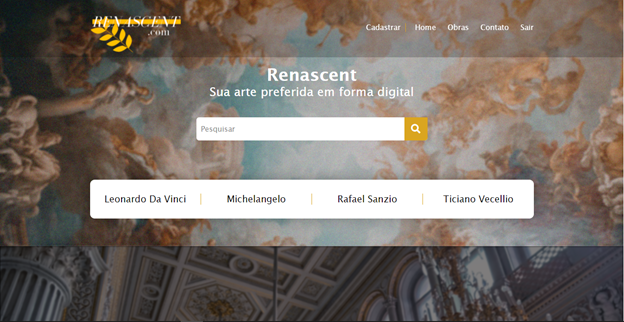 RENASCENT
.com
Cadastrar Home Obras Contato Sair
Renascent
Sua arte preferida em forma digital
Pesquisar
Leonardo Da Vinci Michelangelo Rafael Sanzio Ticiano Vecellio